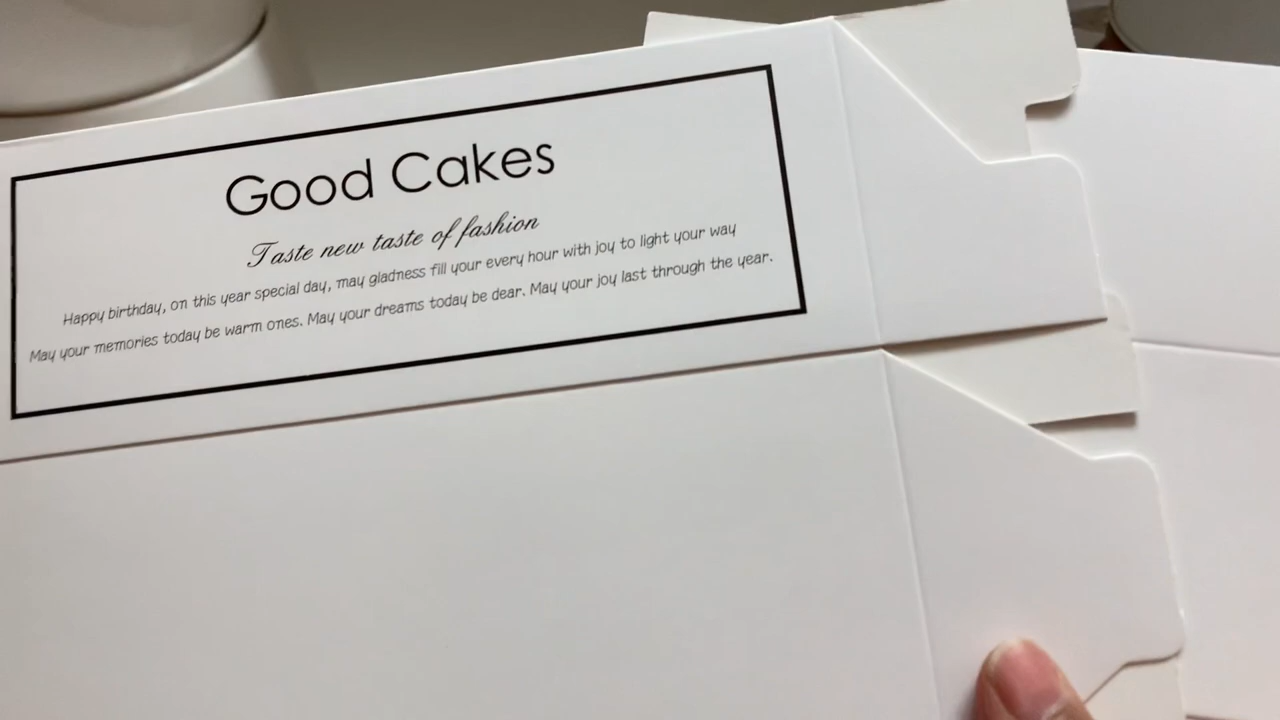 Good Cakes
Taste new taste of fashion
Happy birthday, on this year special day, may gladness fill your every hour with joy to light your way
May your memories today be warm ones. May your dreams today be dear. May your joy last through the year.